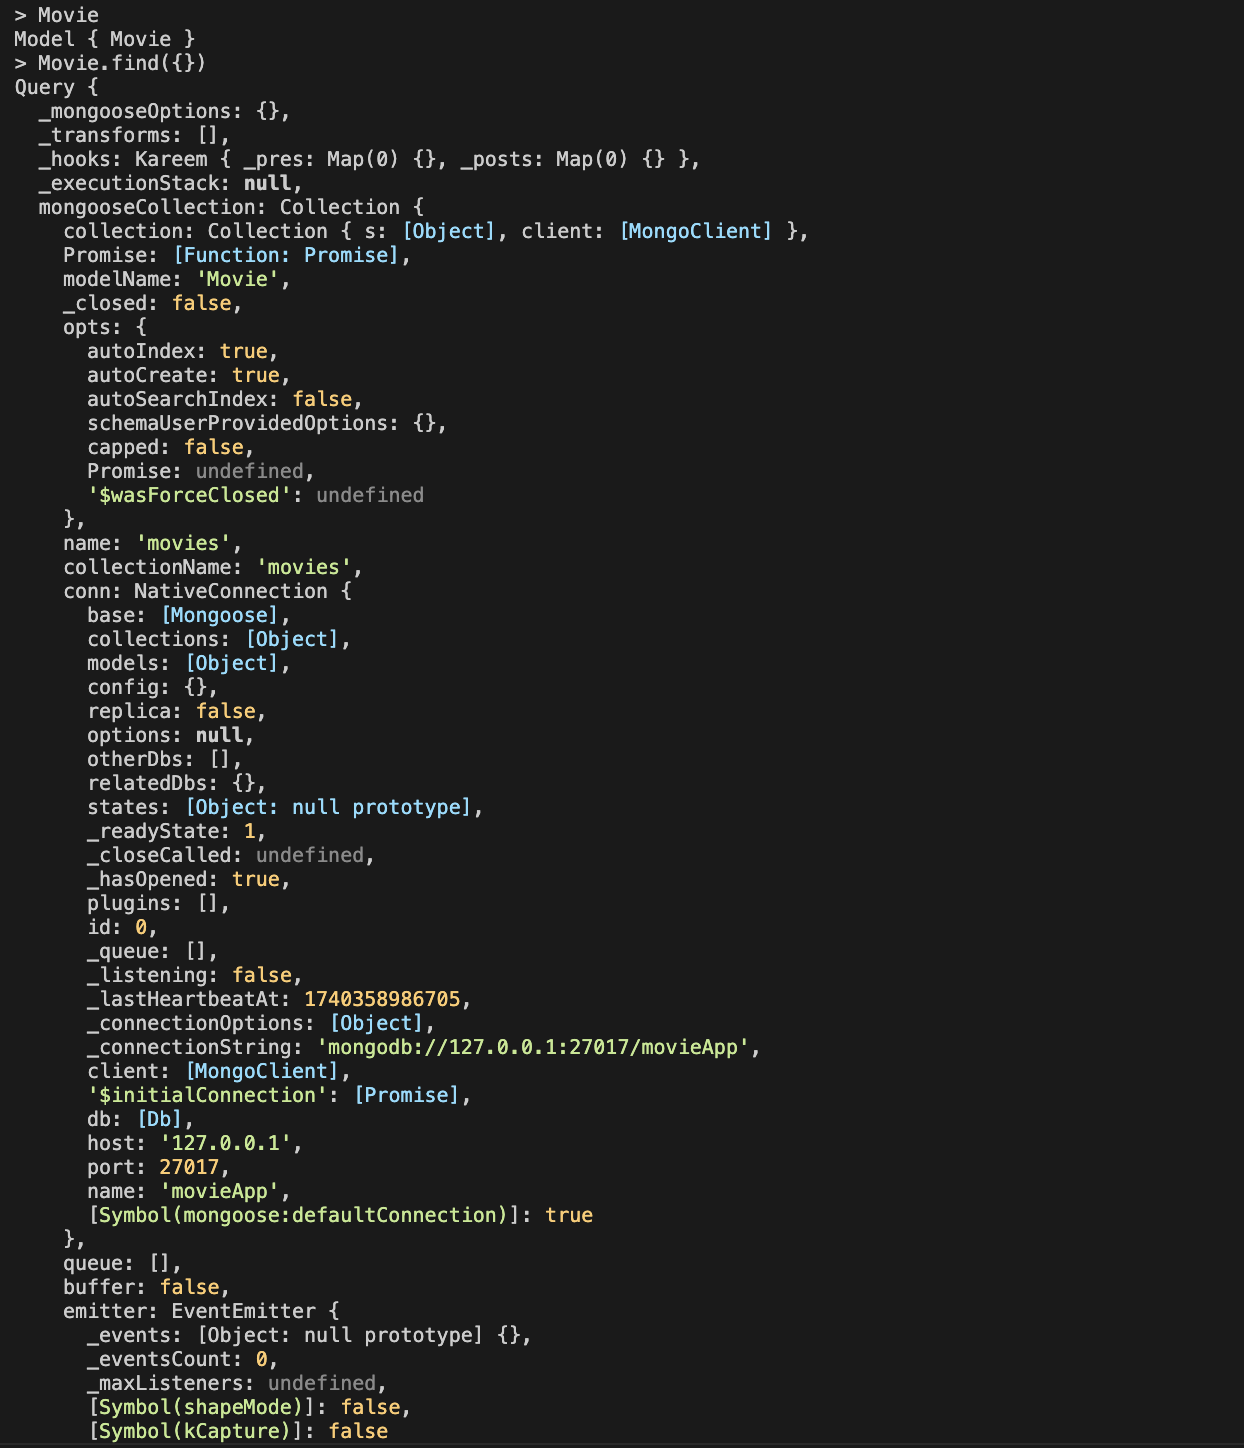 > Movie
Model { Movie }
> Movie.find({})
Query {
  _mongooseOptions: {},
  _transforms: [],
  _hooks: Kareem { _pres: Map(0) {}, _posts: Map(0) {} },
  _executionStack: null,
  mongooseCollection: Collection {
    collection: Collection { s: [Object], client: [MongoClient] },
    Promise: [Function: Promise],
    modelName: 'Movie',
    _closed: false,
    opts: {
      autoIndex: true,
      autoCreate: true,
      autoSearchIndex: false,
      schemaUserProvidedOptions: {},
      capped: false,
      Promise: undefined,
      '$wasForceClosed': undefined
    },
    name: 'movies',
    collectionName: 'movies',
    conn: NativeConnection {
      base: [Mongoose],
      collections: [Object],
      models: [Object],
      config: {},
      replica: false,
      options: null,
      otherDbs: [],
      relatedDbs: {},
      states: [Object: null prototype],
      _readyState: 1,
      _closeCalled: undefined,
      _hasOpened: true,
      plugins: [],
      id: 0,
      _queue: [],
      _listening: false,
      _lastHeartbeatAt: 1740358986705,
      _connectionOptions: [Object],
      _connectionString: 'mongodb://127.0.0.1:27017/movieApp',
      client: [MongoClient],
      '$initialConnection': [Promise],
      db: [Db],
      host: '127.0.0.1',
      port: 27017,
      name: 'movieApp',
      [Symbol(mongoose:defaultConnection)]: true
    },
    queue: [],
    buffer: false,
    emitter: EventEmitter {
      _events: [Object: null prototype] {},
      _eventsCount: 0,
      _maxListeners: undefined,
      [Symbol(shapeMode)]: false,
      [Symbol(kCapture)]: false